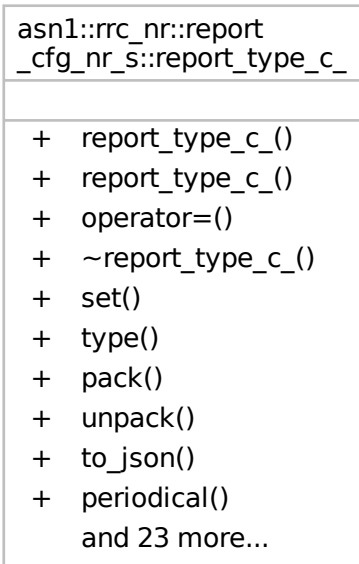 asn1::rrc_nr::report
_cfg_nr_s::report_type_c_
+ report_type_c_()
+ report_type_c_()
+ operator=()
+ ~report_type_c_()
+ set()
+ type()
+ pack()
+ unpack()
+ to_json()
+ periodical()
and 23 more...